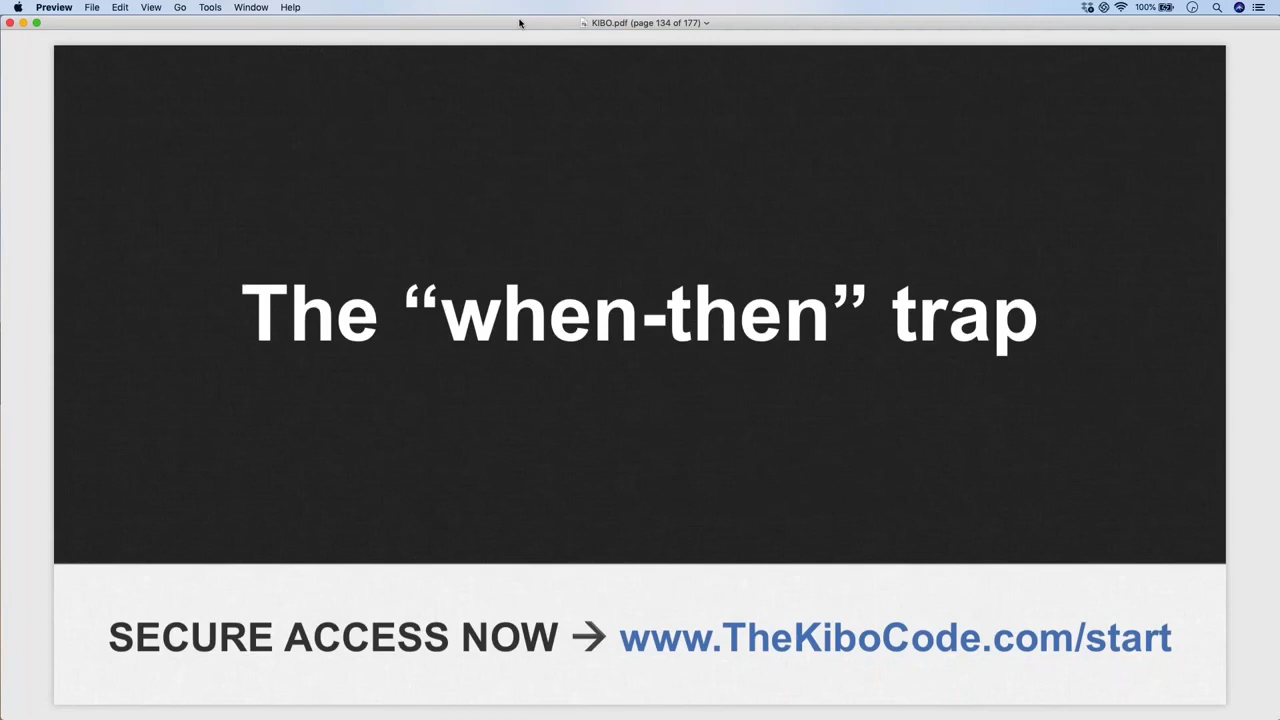 Preview File Edit View Go Tools Window Help 100%
KIBO.pdf (page 134 of 177)
The “when-then” trap
SECURE ACCESS NOW → www.TheKiboCode.com/start